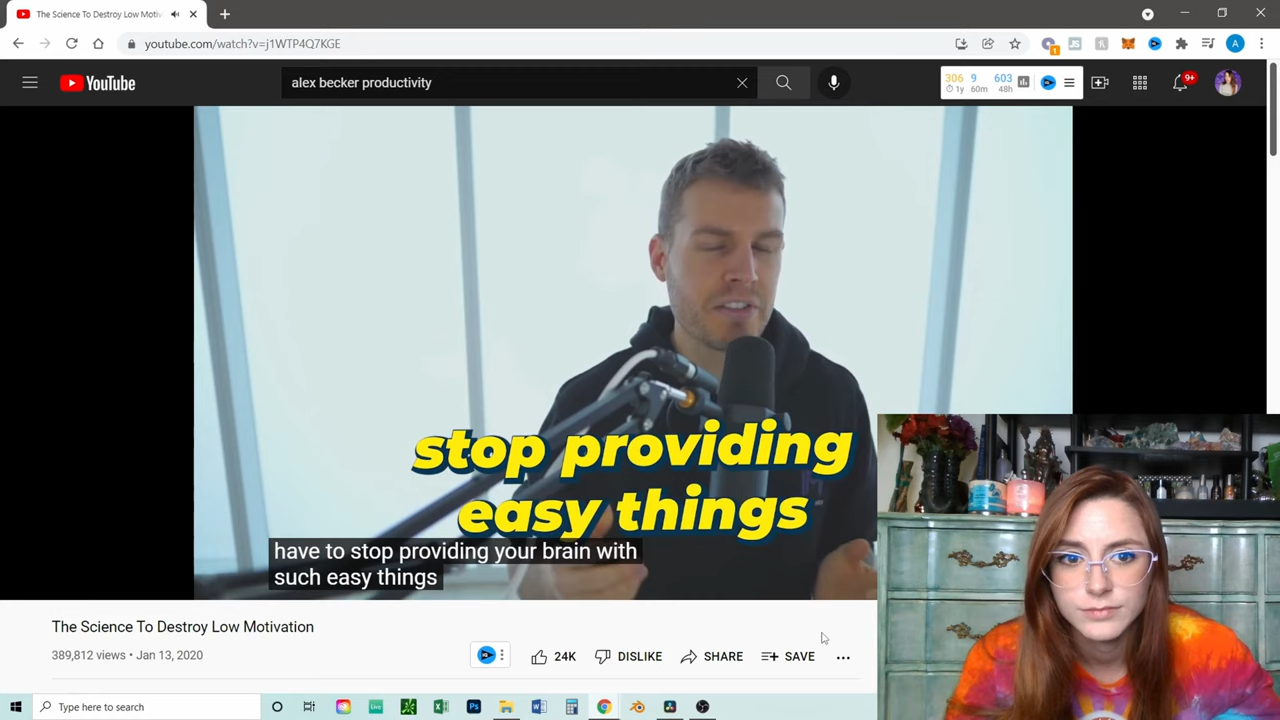 The Science To Destroy Low Motiv
youtube.com/watch?v=j1WTP4Q7KGE
1
A
YouTube
alex becker productivity
306 9 603
1y 60m 48h
9+
stop providing
easy things
have to stop providing your brain with
such easy things
The Science To Destroy Low Motivation
389,812 views • Jan 13, 2020
24K DISLIKE SHARE SAVE
Type here to search